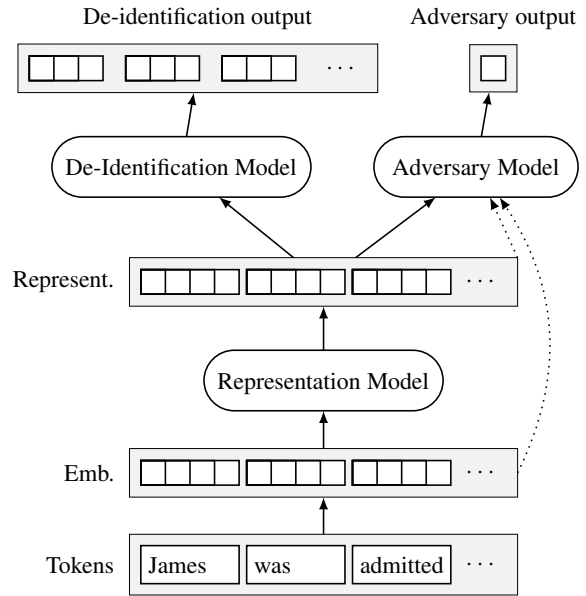 De-identification output
Adversary output
· · ·
De-Identification Model
Adversary Model
Represent.
· · ·
Representation Model
Emb.
· · ·
Tokens
James
was
admitted
· · ·